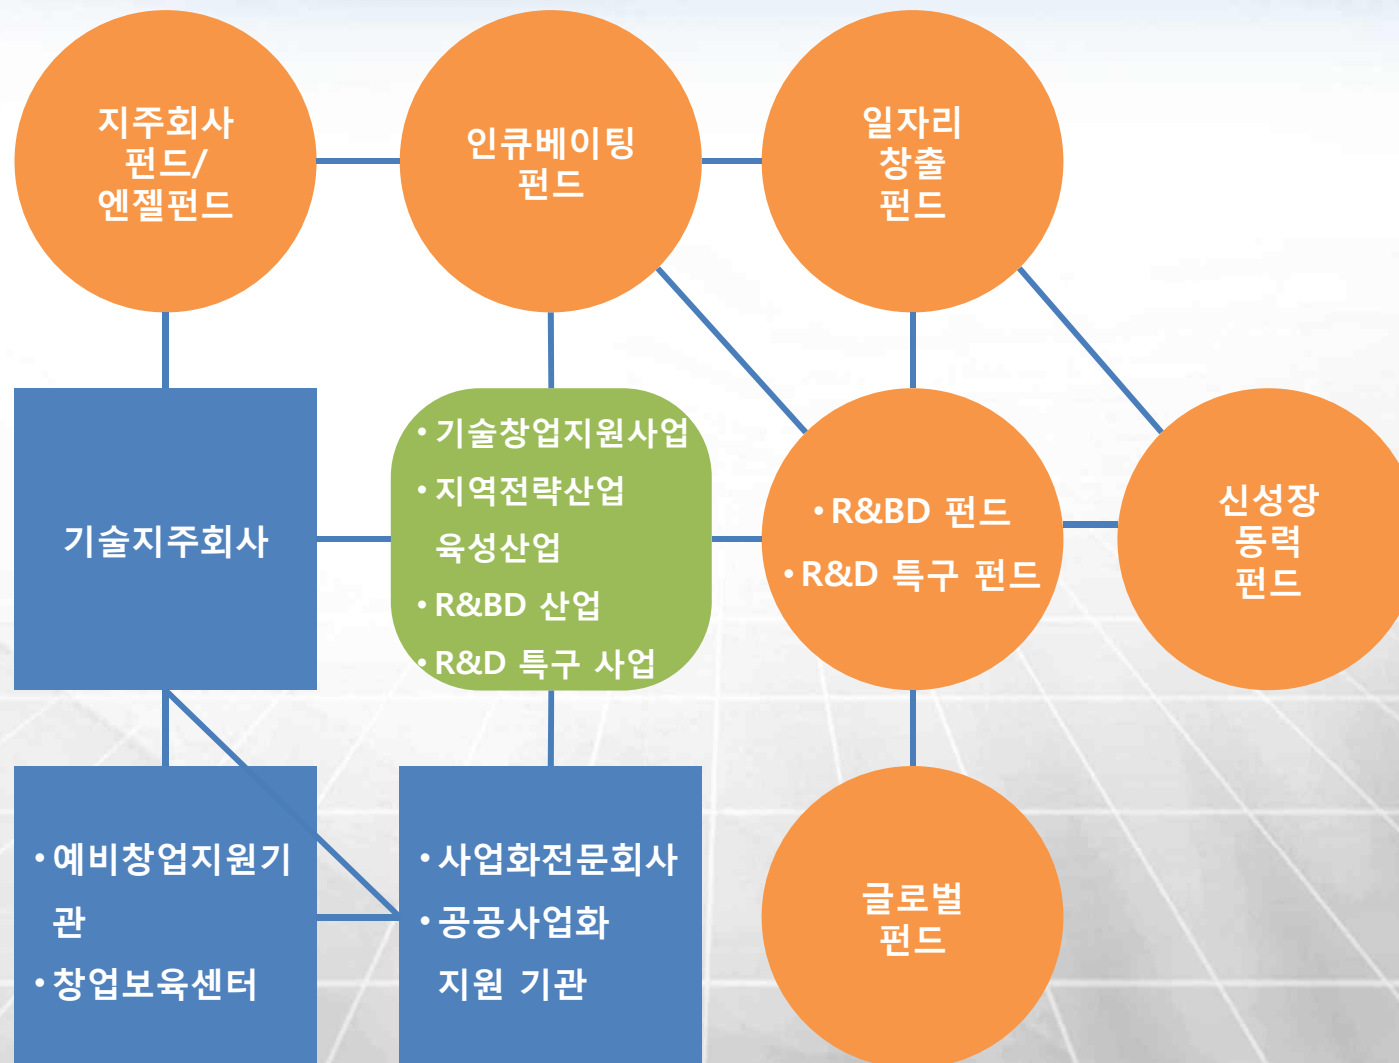 지주회사
펀드/
엔젤펀드
인큐베이팅
펀드
일자리
창출
펀드
기술지주회사
• 기술창업지원사업
• 지역전략산업
육성산업
• R&BD 산업
• R&D 특구 사업
• R&BD 펀드
• R&D 특구 펀드
신성장
동력
펀드
• 예비창업지원기
관
• 창업보육센터
• 사업화전문회사
• 공공사업화
지원 기관
글로벌
펀드